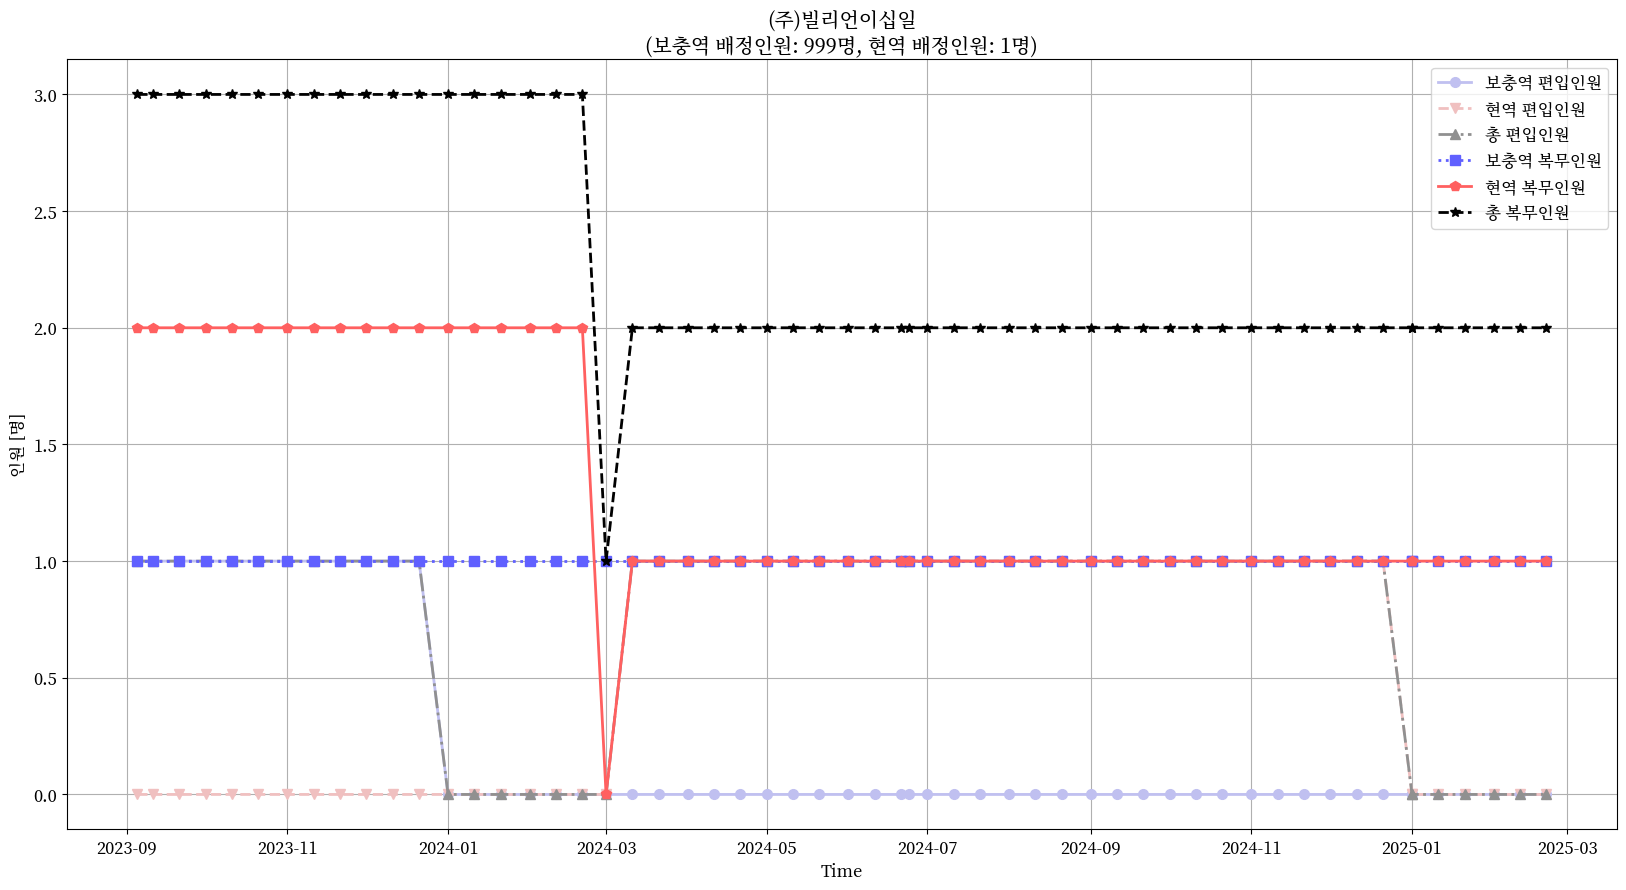 (주)빌리언이십일
(보충역 배정인원: 999명, 현역 배정인원: 1명)
보충역 편입인원
현역 편입인원
총 편입인원
보충역 복무인원
현역 복무인원
총 복무인원
인원 [명]
3.0
2.5
2.0
1.5
1.0
0.5
0.0
2023-09
2023-11
2024-01
2024-03
2024-05
2024-07
2024-09
2024-11
2025-01
2025-03
Time